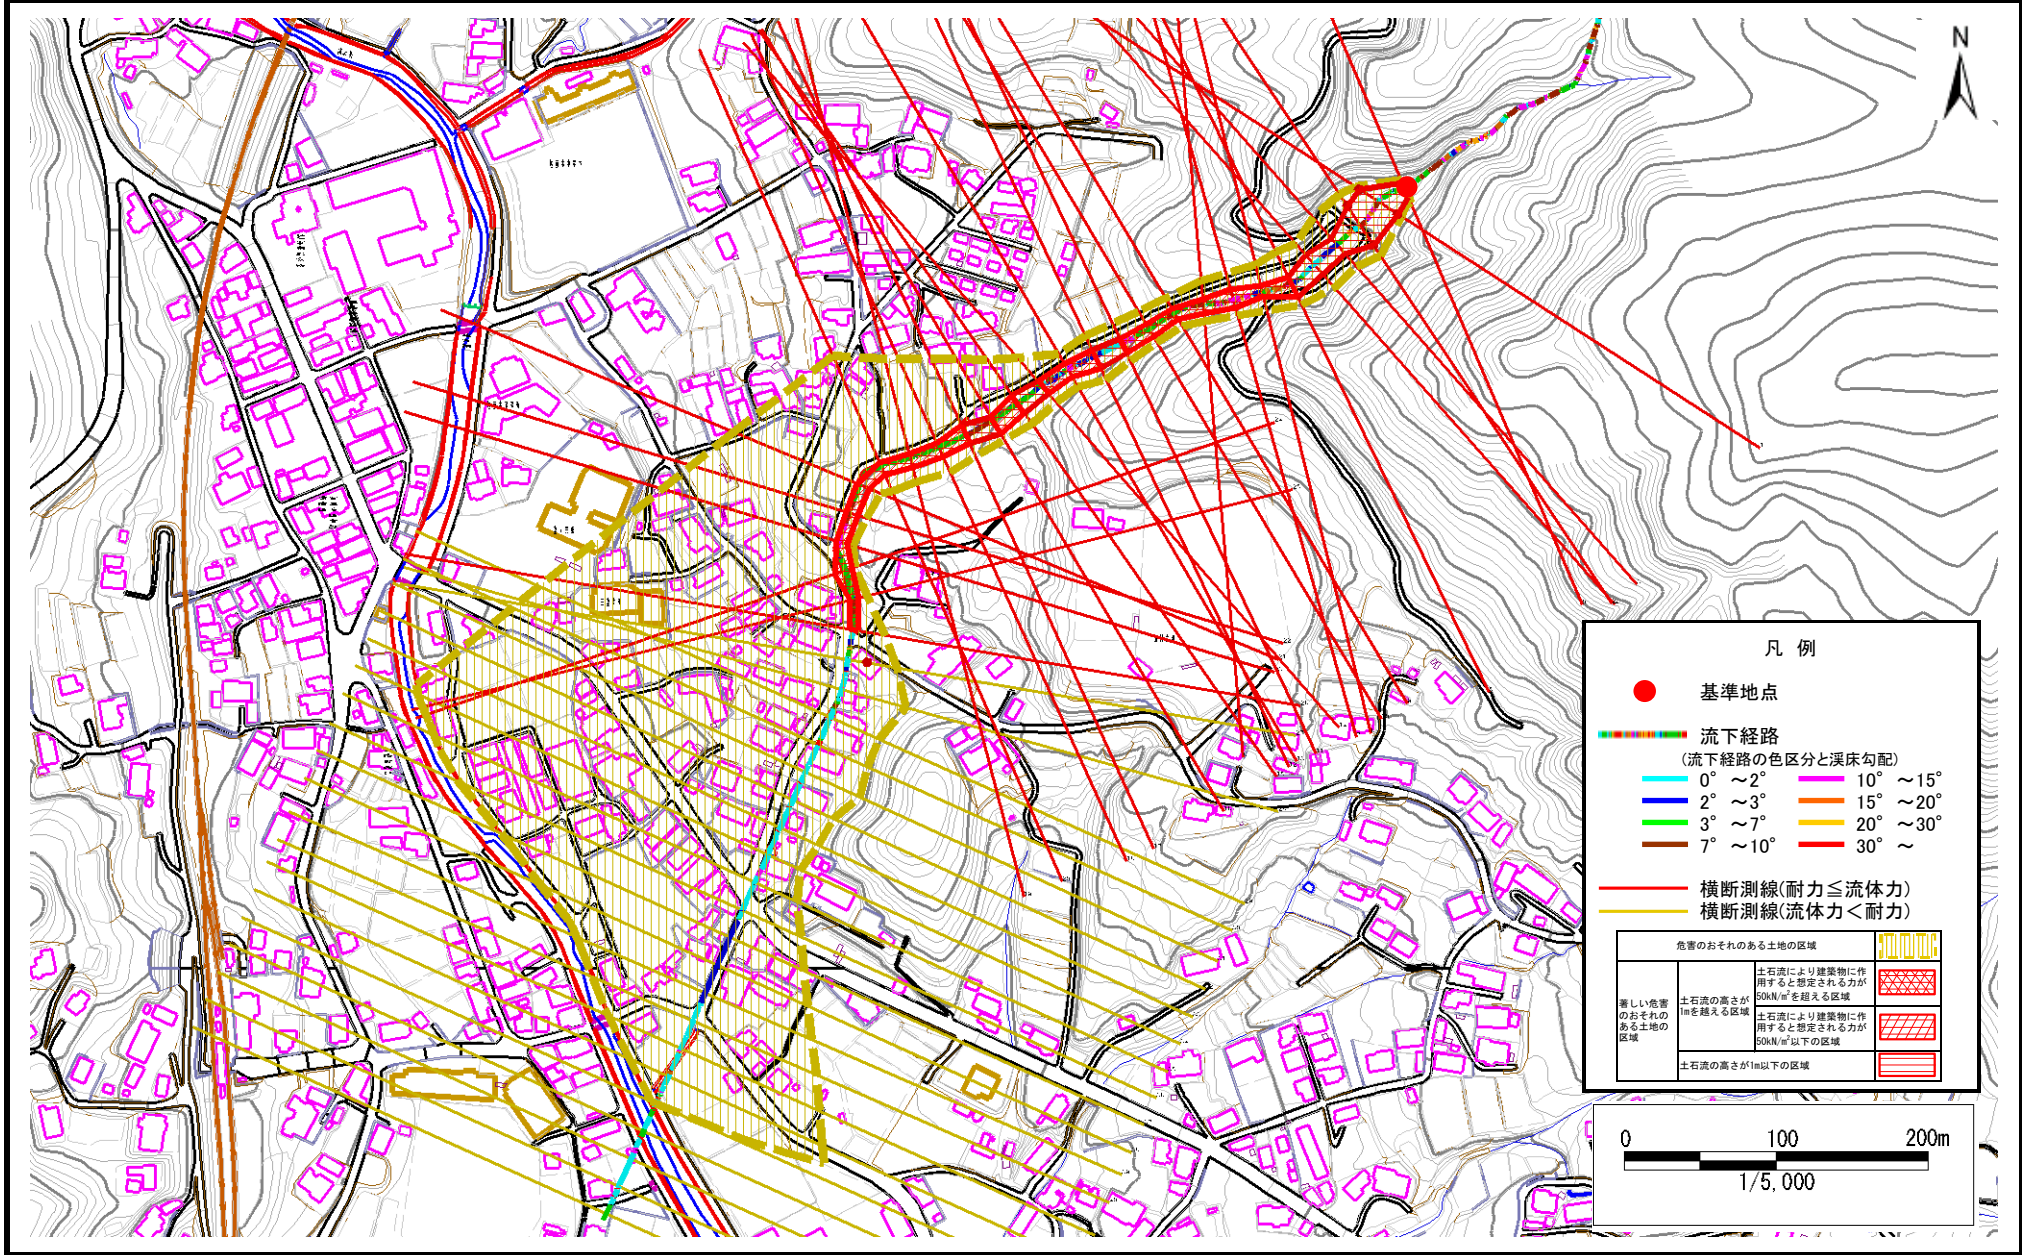 N
凡 例
基準地点
流下経路
(流下経路の色区分と渓床勾配)
0° ～2° 10° ～15°
2° ～3° 15° ～20°
3° ～7° 20° ～30°
7° ～10° 30° ～
横断測線(耐力≦流体力)
横断測線(流体力＜耐力)
危害のおそれのある土地の区域
著しい危害
のおそれの
ある土地の
区域
土石流の高さが
1mを越える区域
土石流により建築物に作
用すると想定される力が
50kN/m²を超える区域
土石流により建築物に作
用すると想定される力が
50kN/m²以下の区域
土石流の高さが1m以下の区域
0 100 200m
1/5,000